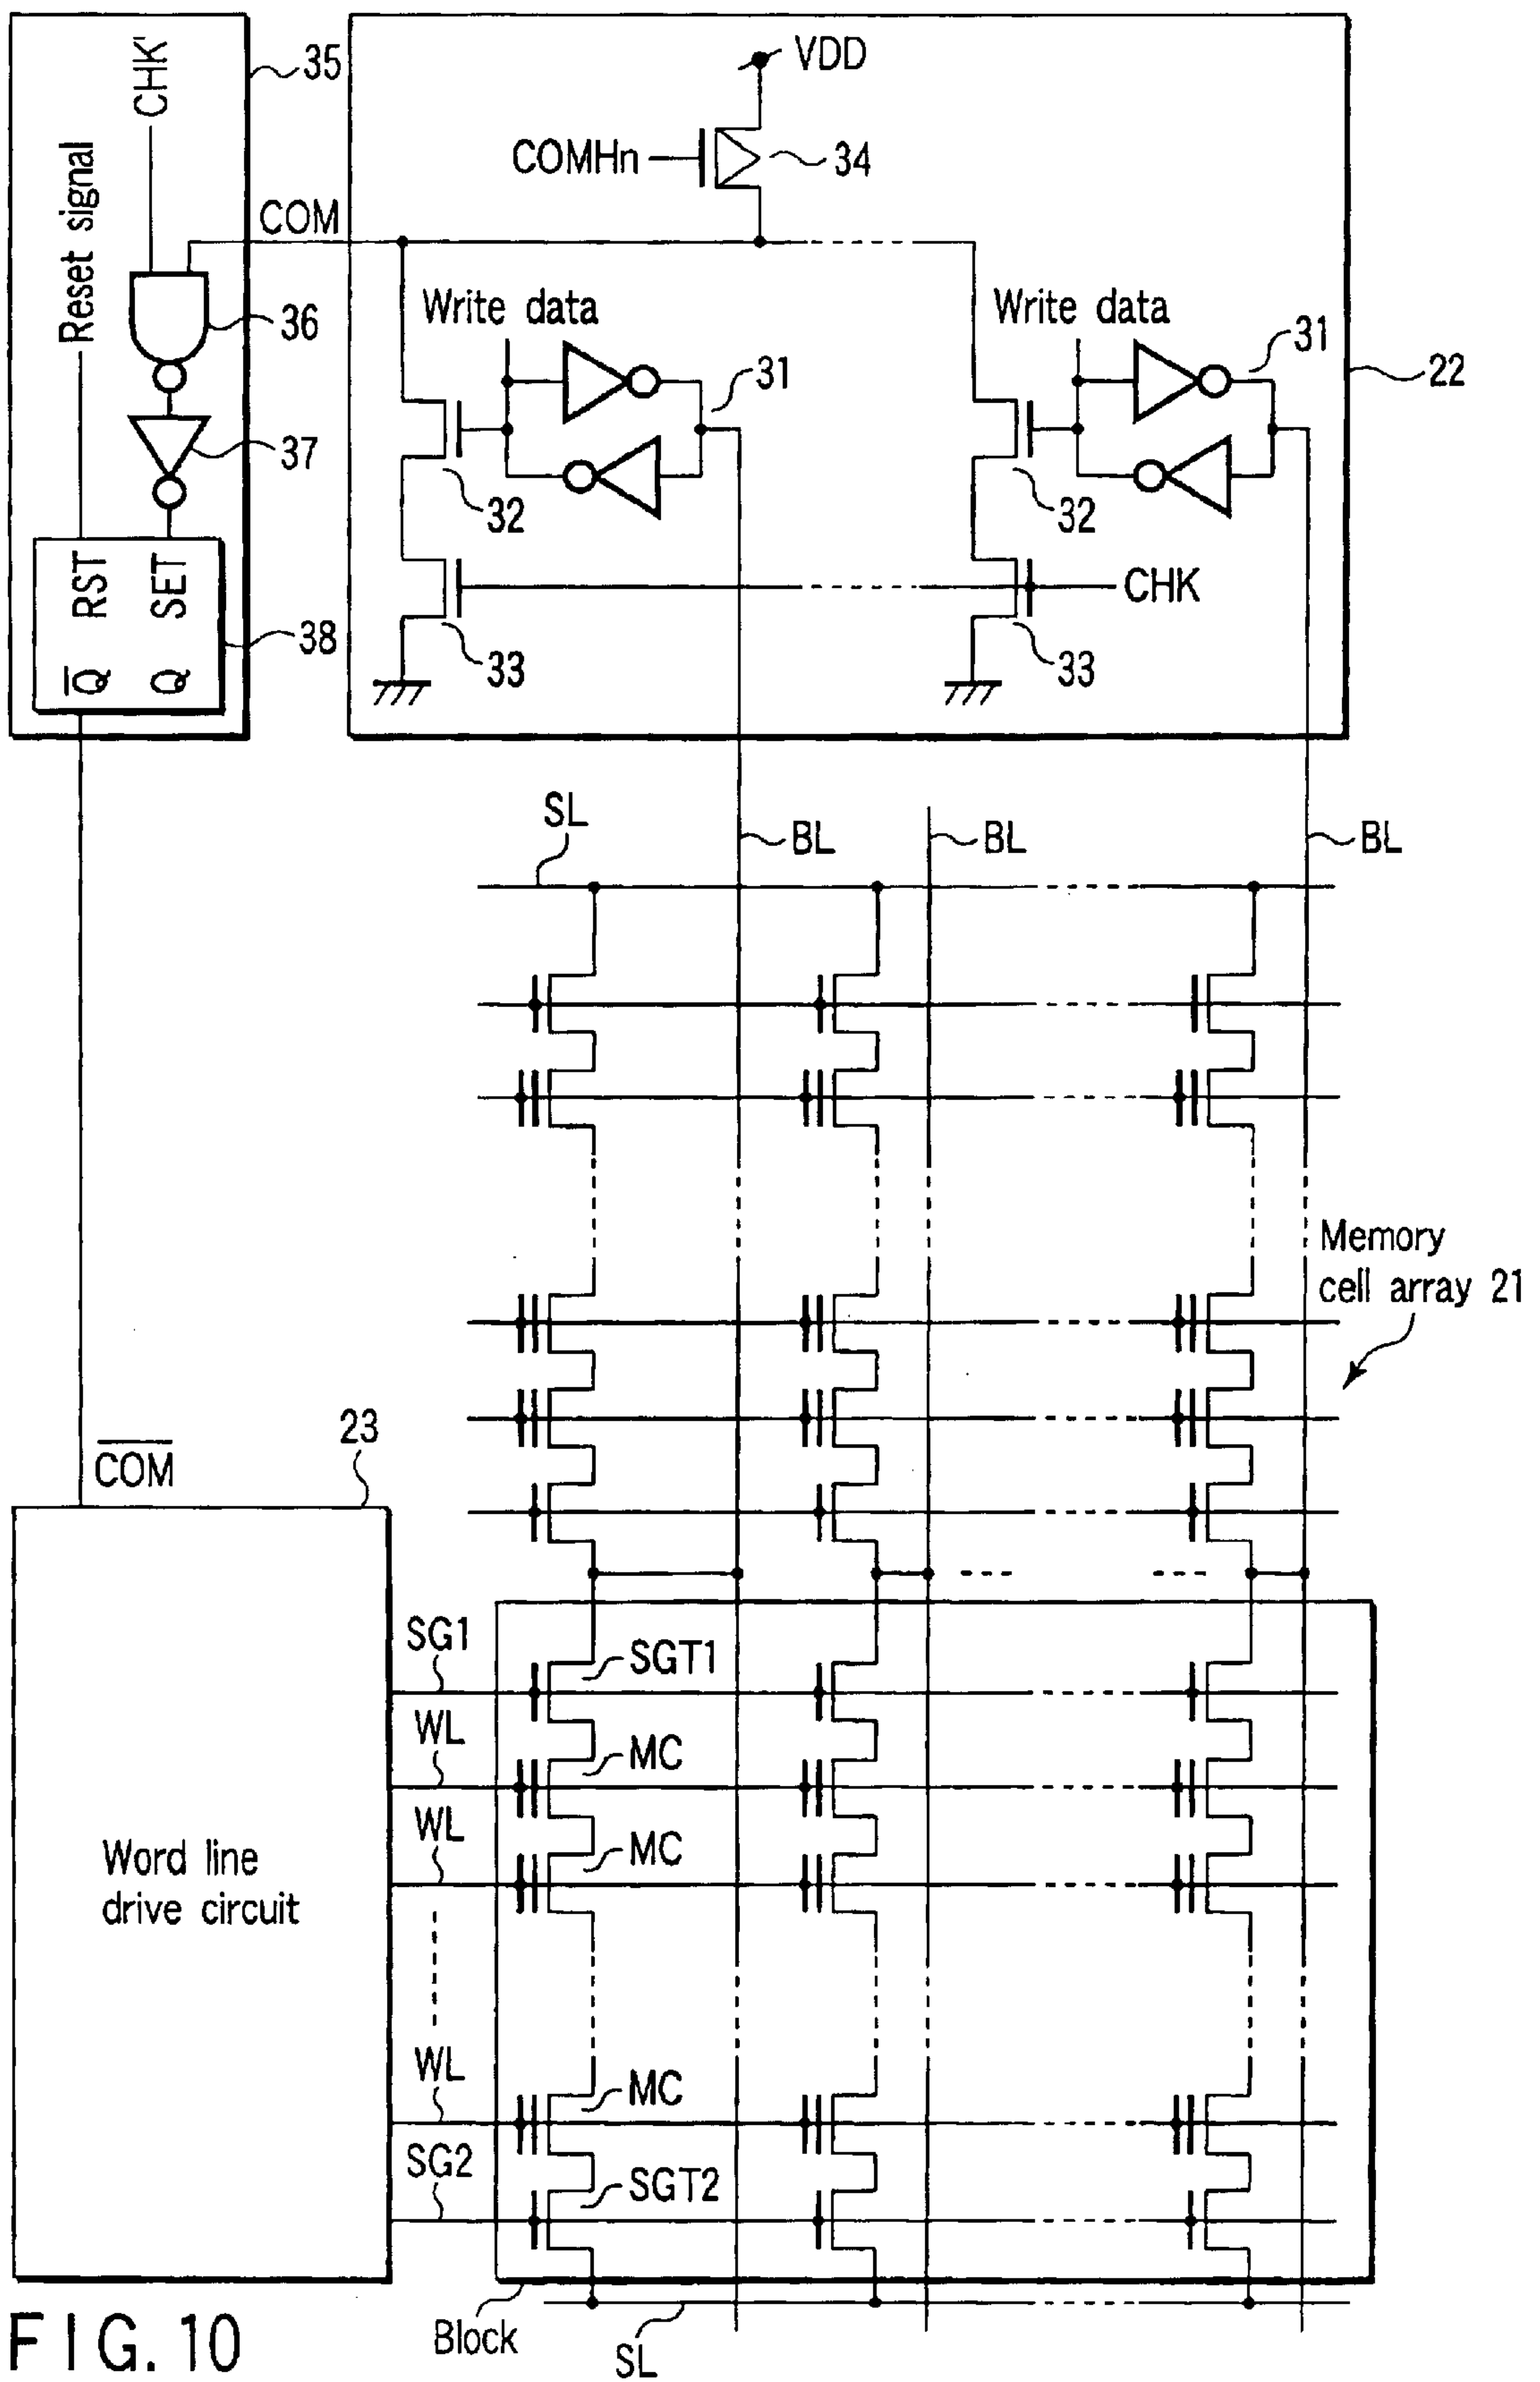 CHK'
Reset signal
35
COM
36
37
RST
SET
Q̅
Q
38
VDD
COMHn
34
Write data
31
32
33
Write data
31
22
32
CHK
33
SL
BL
BL
BL
Memory
cell array 21
C̅O̅M̅
23
Word line
drive circuit
SG1
SGT1
WL
MC
WL
MC
WL
MC
SG2
SGT2
Block
SL
FIG. 10